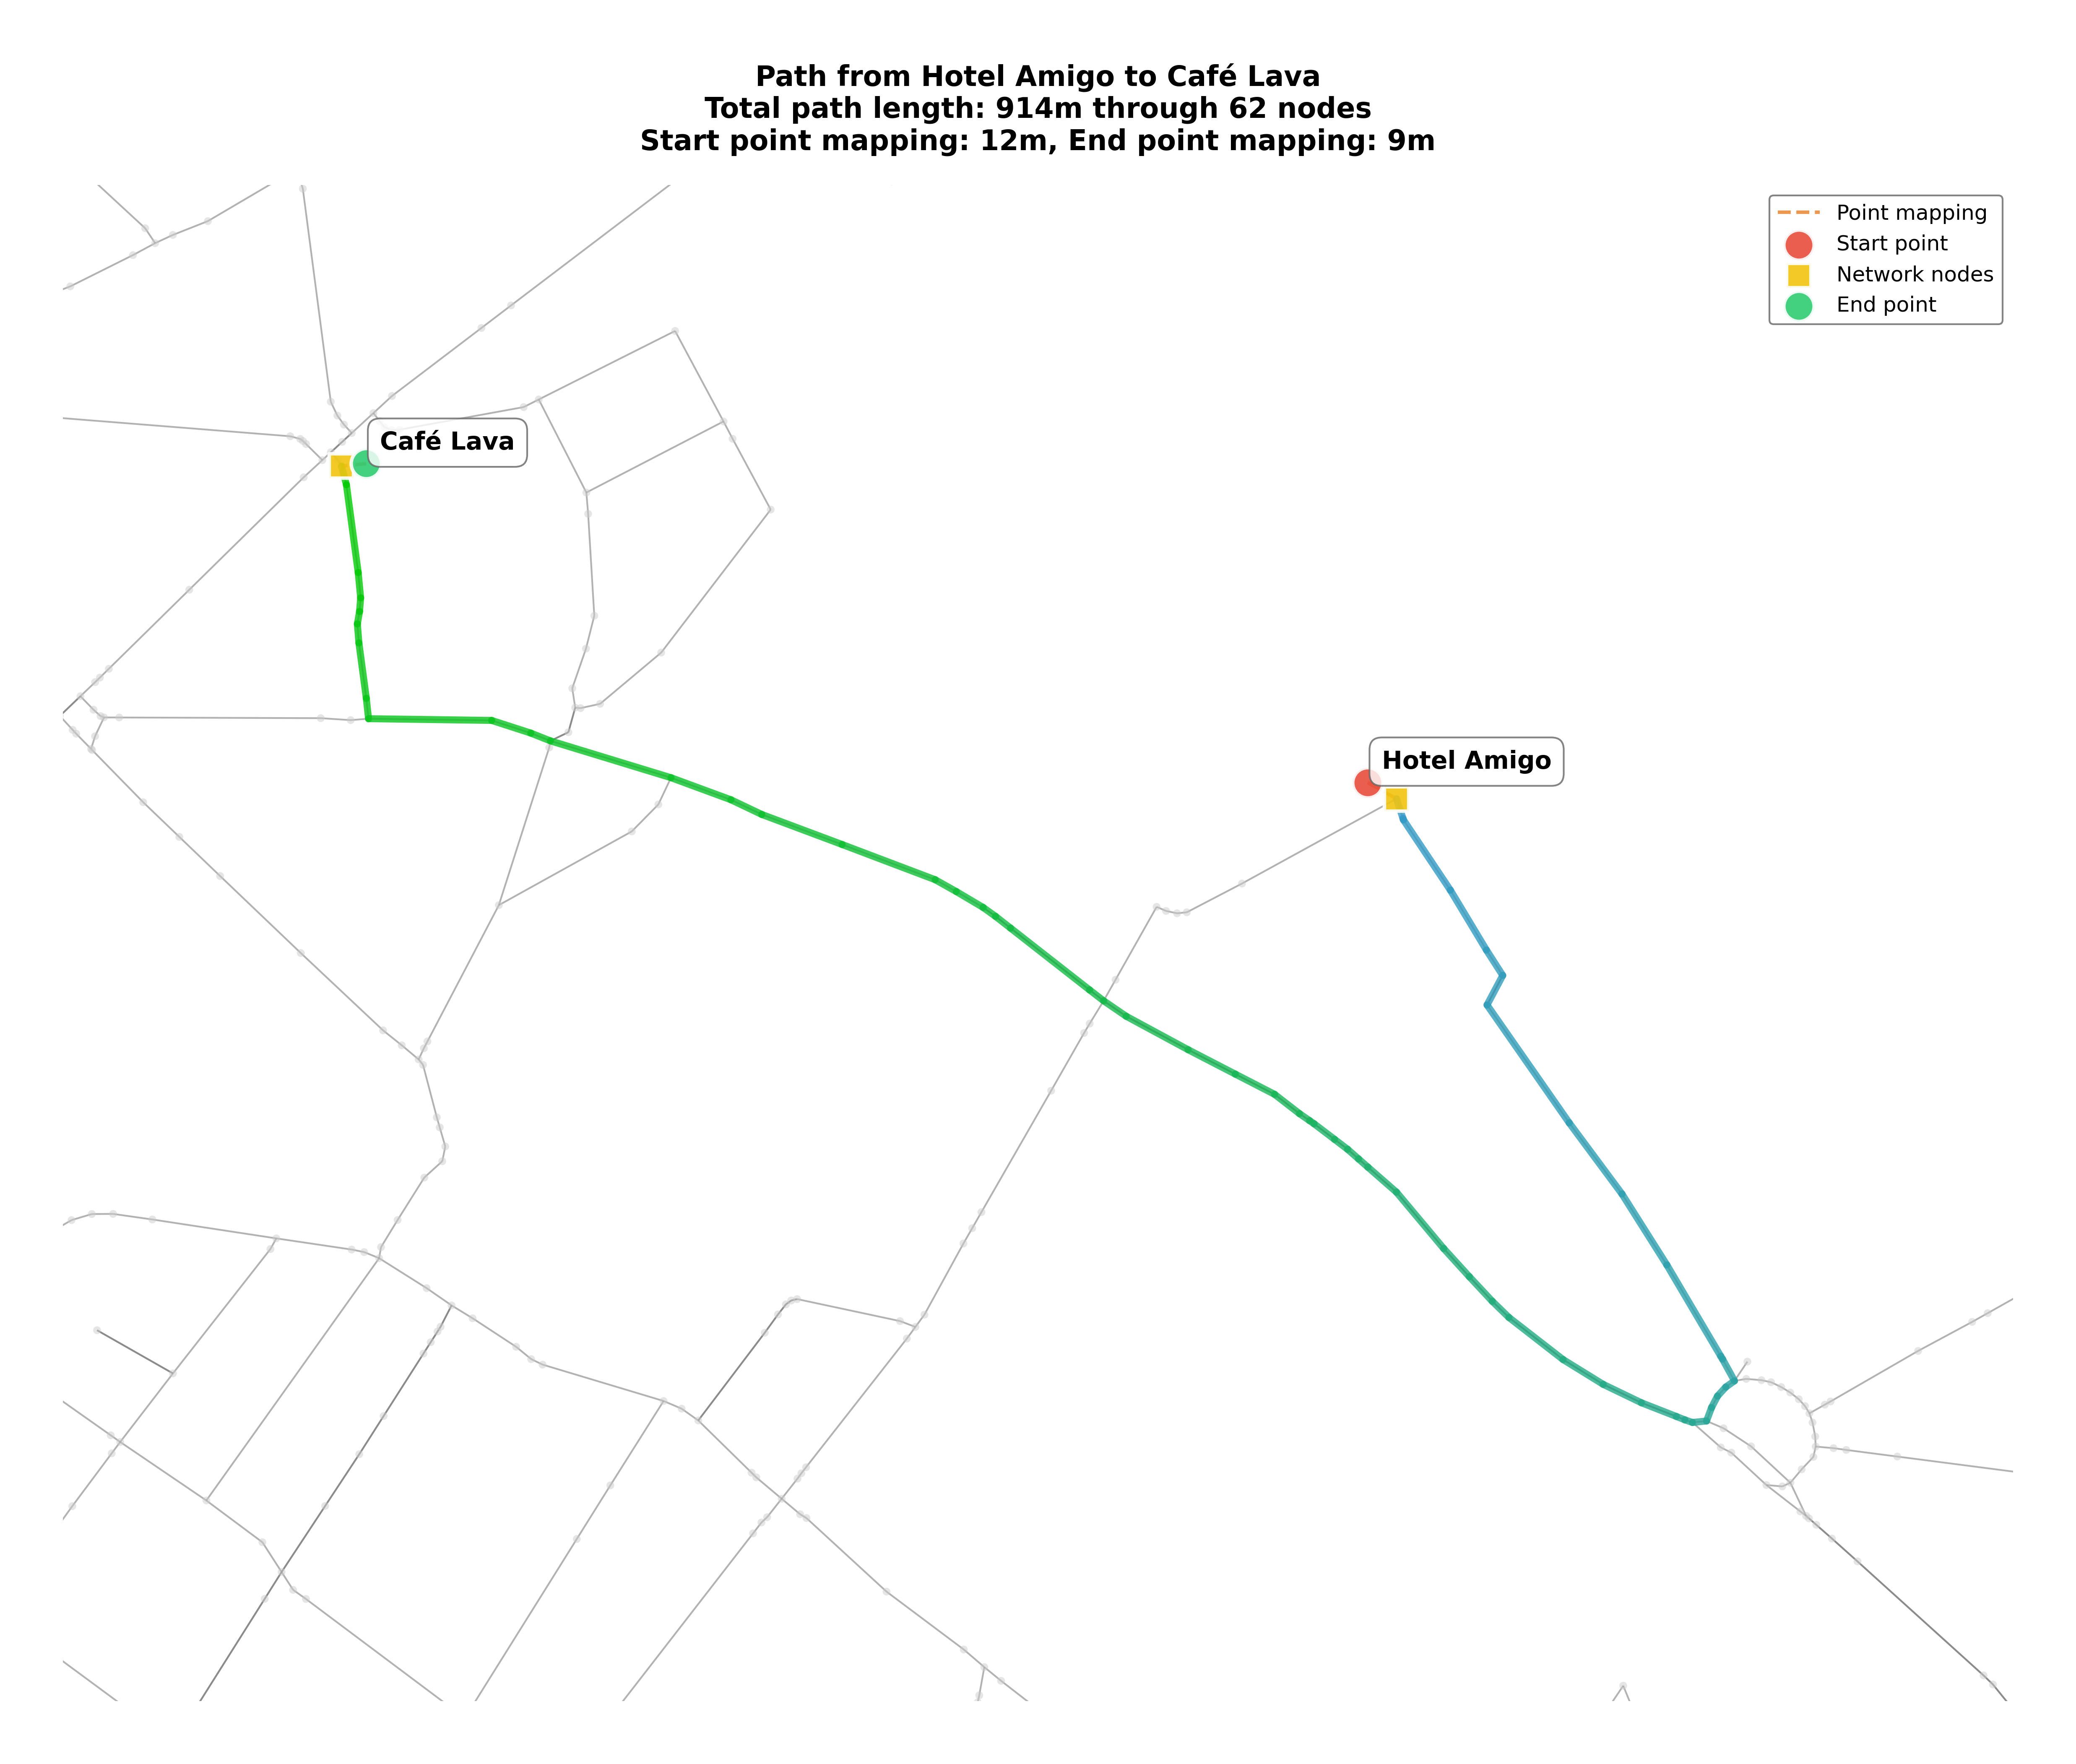 Path from Hotel Amigo to Café Lava
Total path length: 914m through 62 nodes
Start point mapping: 12m, End point mapping: 9m
Point mapping
Start point
Network nodes
End point
Café Lava
Hotel Amigo